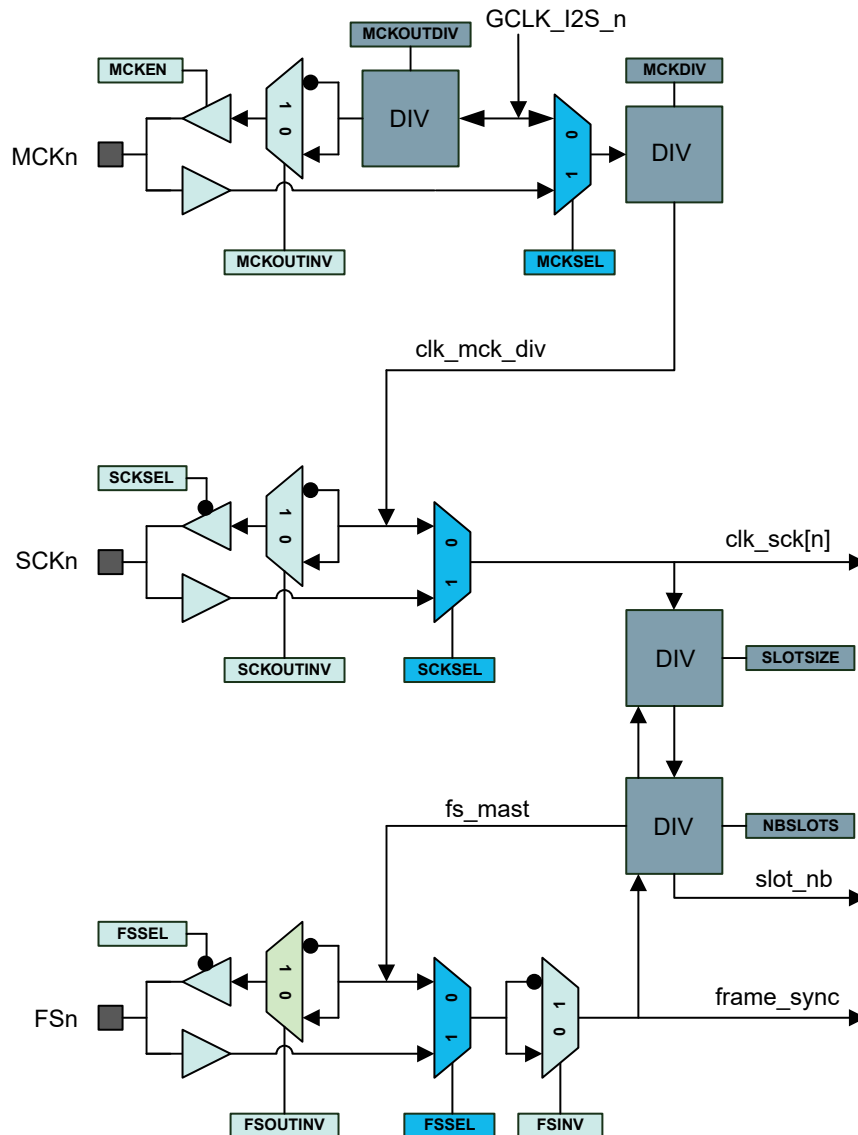 GCLK_I2S_n
MCKOUTDIV
MCKEN
MCKDIV
1
0
DIV
0
1
DIV
MCKn
MCKOUTINV
MCKSEL
clk_mck_div
SCKSEL
1
0
0
1
SCKn
clk_sck[n]
DIV
SLOTSIZE
SCKOUTINV
SCKSEL
fs_mast
DIV
NBSLOTS
slot_nb
FSSEL
1
0
0
1
1
0
FSn
frame_sync
FSOUTINV
FSSEL
FSINV